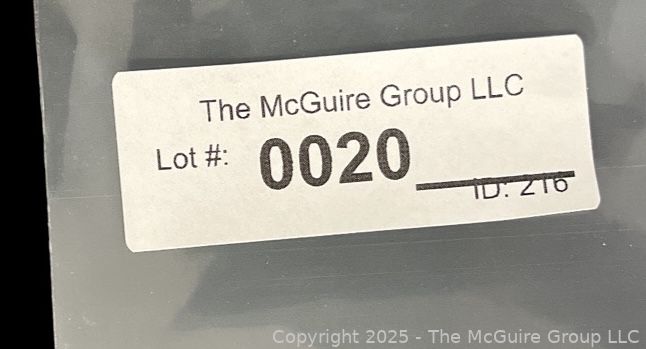 The McGuire Group LLC
Lot #: 0020
ID: 216
Copyright 2025 - The McGuire Group LLC